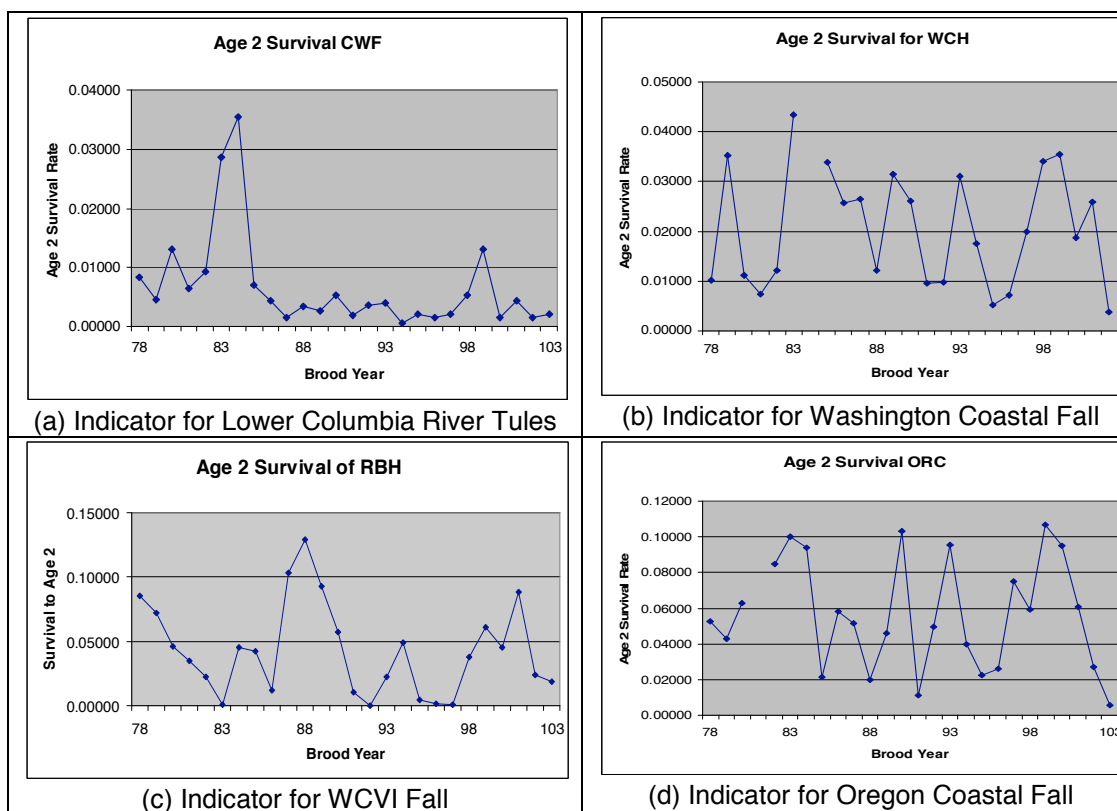 Age 2 Survival CWF
0.04000
0.03000
0.02000
0.01000
0.00000
Age 2 Survival Rate
78 83 88 93 98 103
Brood Year
(a) Indicator for Lower Columbia River Tules
Age 2 Survival for WCH
0.05000
0.04000
0.03000
0.02000
0.01000
0.00000
Age 2 Survival Rate
78 83 88 93 98
Brood Year
(b) Indicator for Washington Coastal Fall
Age 2 Survival of RBH
0.15000
0.10000
0.05000
0.00000
Survival to Age 2
78 83 88 93 98 103
Brood Year
(c) Indicator for WCVI Fall
Age 2 Survival ORC
0.12000
0.10000
0.08000
0.06000
0.04000
0.02000
0.00000
Age 2 Survival Rate
78 83 88 93 98 103
Brood Year
(d) Indicator for Oregon Coastal Fall